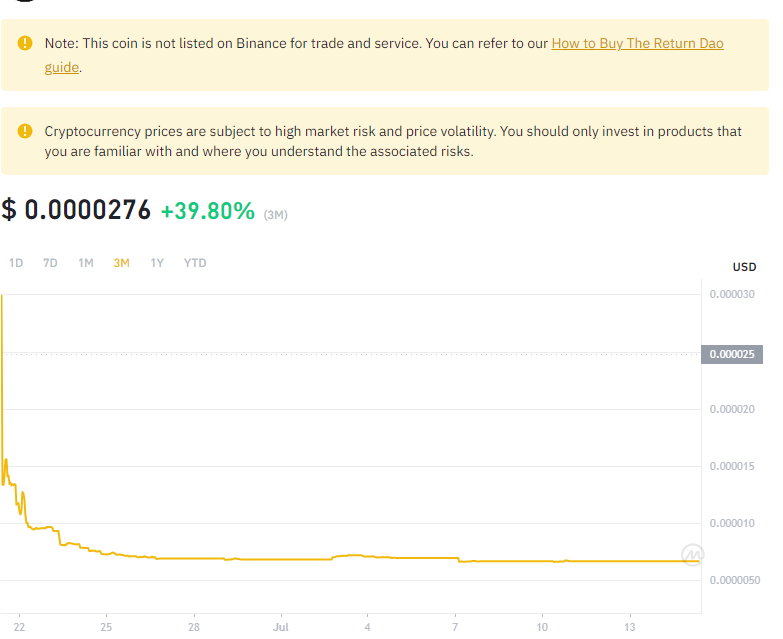 Note: This coin is not listed on Binance for trade and service. You can refer to our How to Buy The Return Dao
guide.
Cryptocurrency prices are subject to high market risk and price volatility. You should only invest in products that
you are familiar with and where you understand the associated risks.
$ 0.0000276 +39.80% (3M)
1D 7D 1M 3M 1Y YTD
USD
0.000030
0.000025
0.000020
0.000015
0.000010
0.0000050
22 25 28 Jul 4 7 10 13